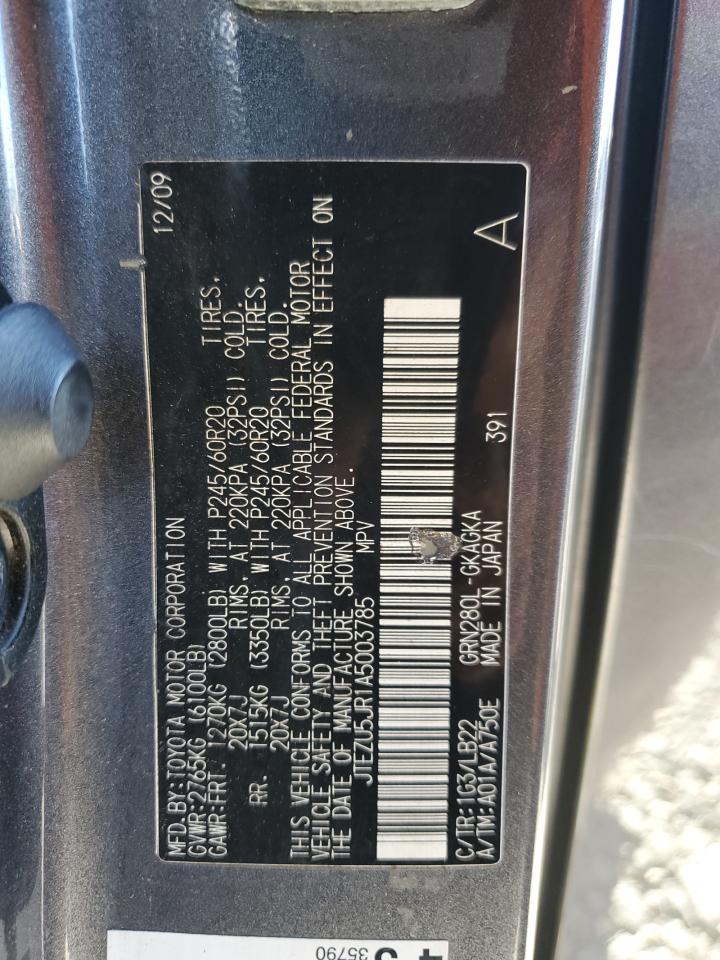 MFD. BY: TOYOTA MOTOR CORPORATION 12/09
GVWR: 2765KG (6100LB)
GAWR: FRT. 1270KG (2800LB) WITH P245/60R20 TIRES.
20X7J RIMS, AT 220KPA (32PSI) COLD.
RR. 1515KG (3350LB) WITH P245/60R20 TIRES.
20X7J RIMS, AT 220KPA (32PSI) COLD.
THIS VEHICLE CONFORMS TO ALL APPLICABLE FEDERAL MOTOR
VEHICLE SAFETY AND THEFT PREVENTION STANDARDS IN EFFECT ON
THE DATE OF MANUFACTURE SHOWN ABOVE.
JTEZU5JR1A5003785 MPV
C/TR: 1G3/LB22 GRN280L-GKAGKA 391 A
A/TM: A01A/A750E MADE IN JAPAN
35790